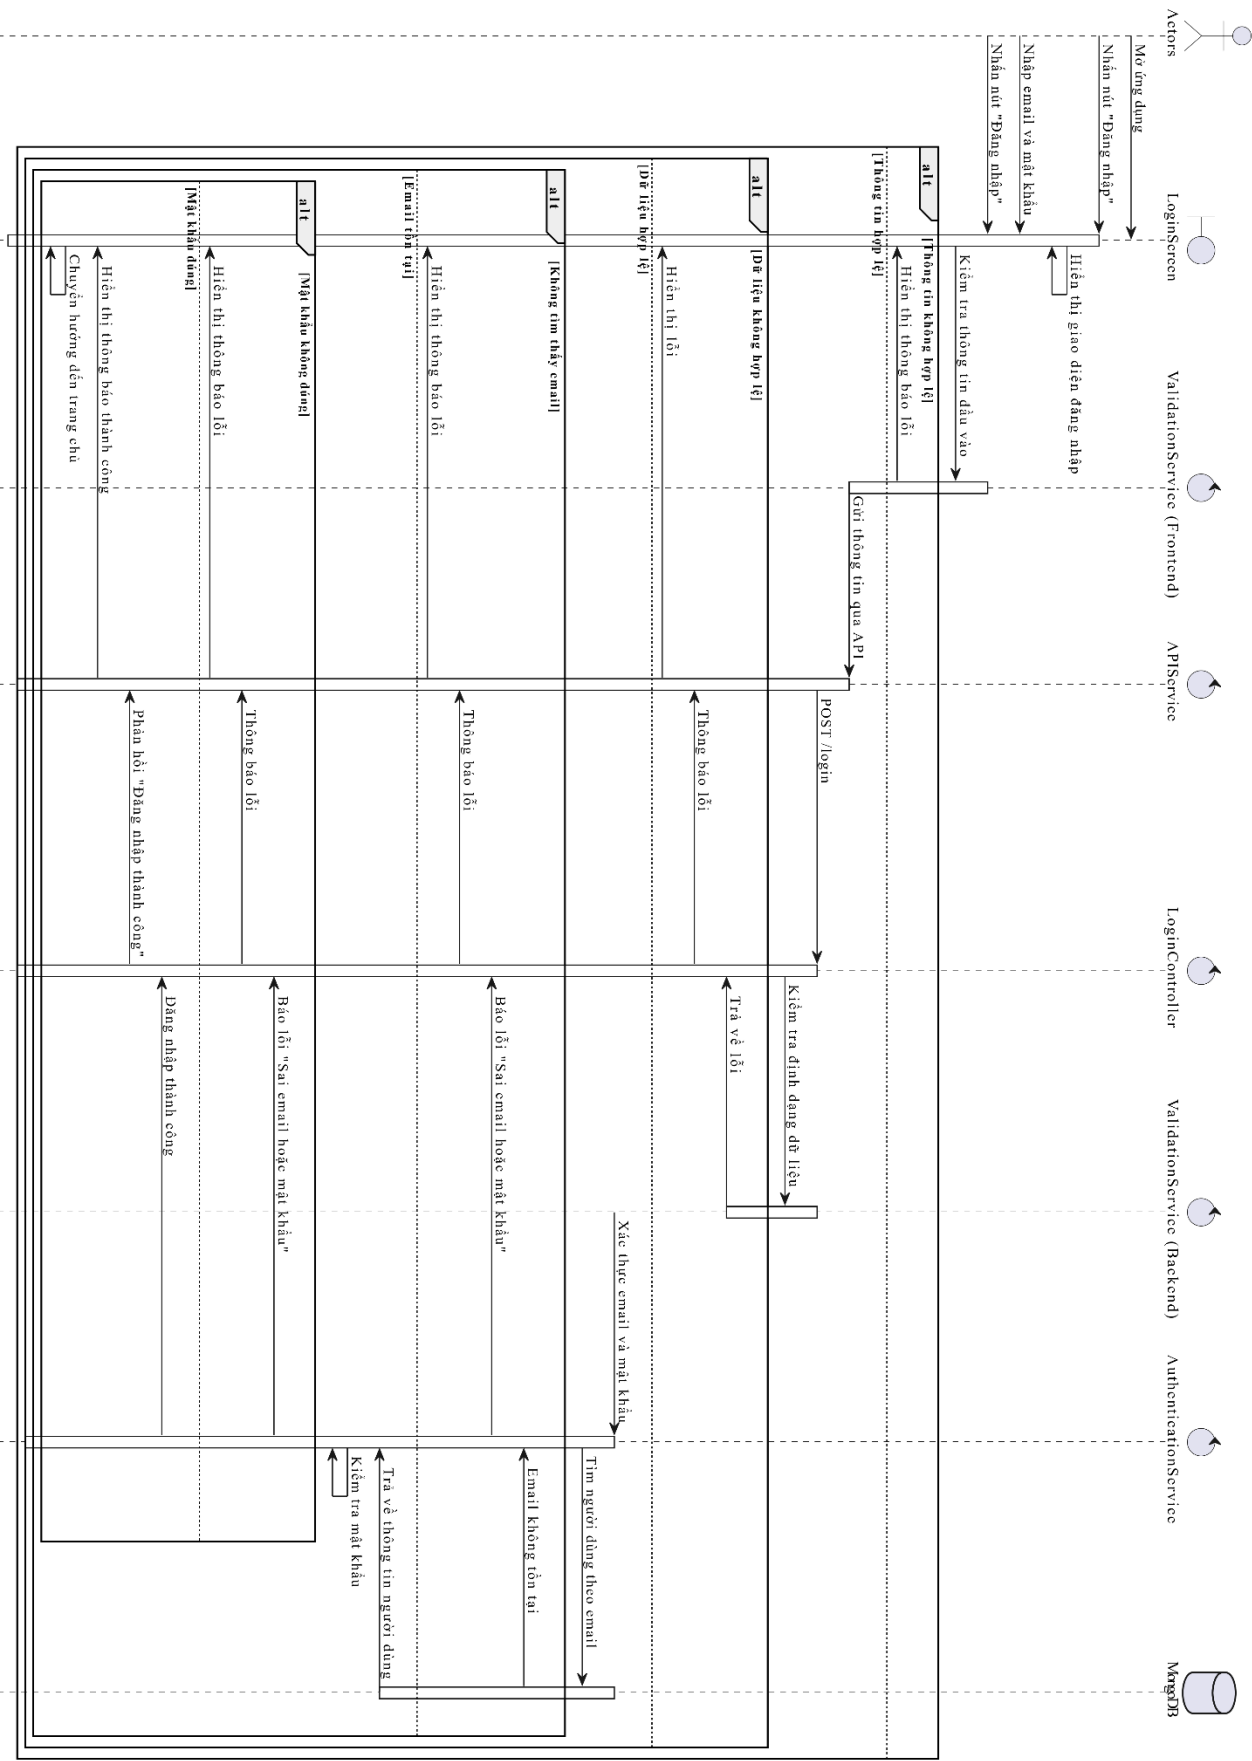 Actors
LoginScreen
ValidationService (Frontend)
APIService
LoginController
ValidationService (Backend)
AuthenticationService
MongoDB
Mở ứng dụng
Nhấn nút "Đăng nhập"
Hiển thị giao diện đăng nhập
Nhập email và mật khẩu
Nhấn nút "Đăng nhập"
Kiểm tra thông tin đầu vào
alt
[Thông tin không hợp lệ]
Hiển thị thông báo lỗi
[Thông tin hợp lệ]
Gửi thông tin qua API
POST /login
Kiểm tra định dạng dữ liệu
alt
[Dữ liệu không hợp lệ]
Trả về lỗi
Thông báo lỗi
Hiển thị lỗi
[Dữ liệu hợp lệ]
Xác thực email và mật khẩu
Tìm người dùng theo email
alt
[Không tìm thấy email]
Email không tồn tại
Báo lỗi "Sai email hoặc mật khẩu"
Thông báo lỗi
Hiển thị thông báo lỗi
[Email tồn tại]
Trả về thông tin người dùng
Kiểm tra mật khẩu
alt
[Mật khẩu không đúng]
Báo lỗi "Sai email hoặc mật khẩu"
Thông báo lỗi
Hiển thị thông báo lỗi
[Mật khẩu đúng]
Đăng nhập thành công
Phản hồi "Đăng nhập thành công"
Hiển thị thông báo thành công
Chuyển hướng đến trang chủ